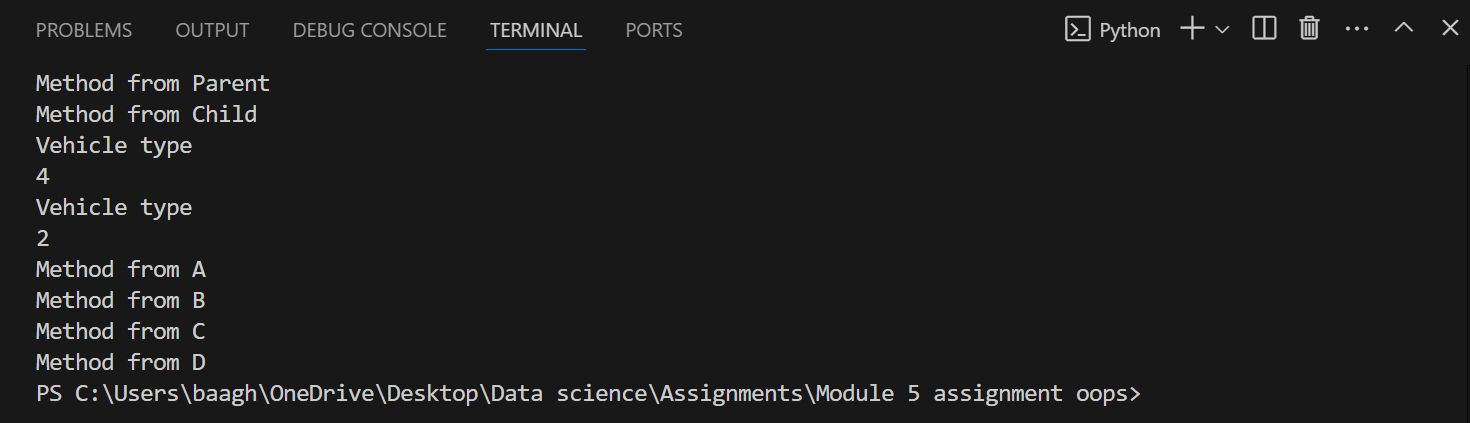 PROBLEMS OUTPUT DEBUG CONSOLE TERMINAL PORTS Python
Method from Parent
Method from Child
Vehicle type
4
Vehicle type
2
Method from A
Method from B
Method from C
Method from D
PS C:\Users\baagh\OneDrive\Desktop\Data science\Assignments\Module 5 assignment oops>